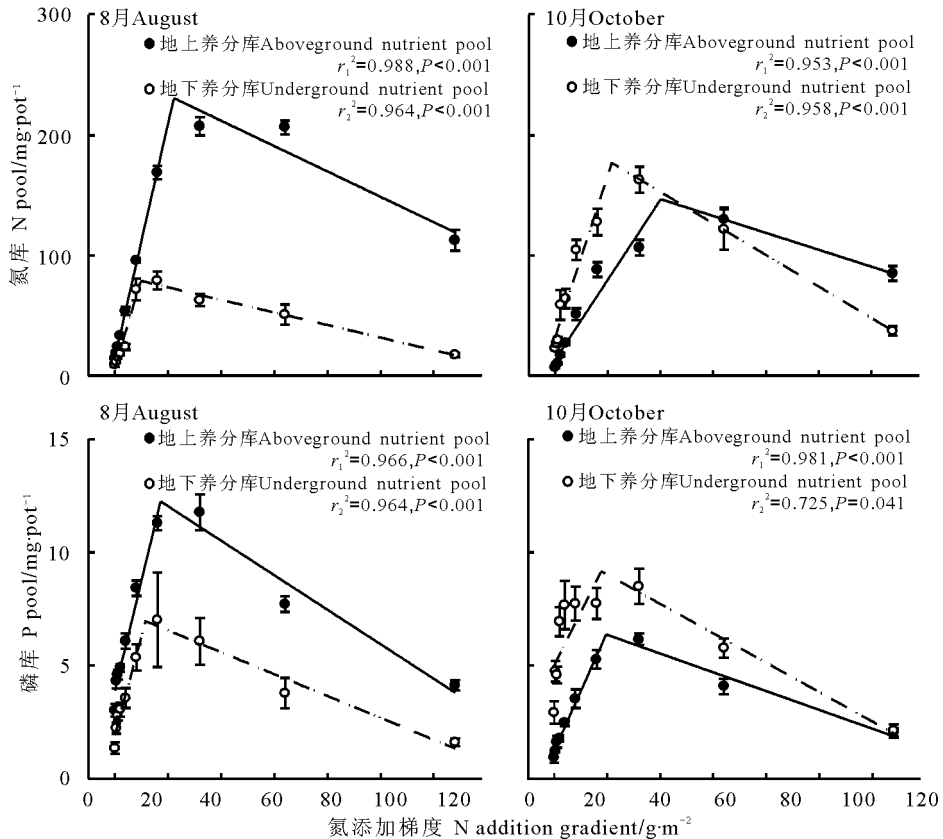 8月August
● 地上养分库Aboveground nutrient pool
r₁²=0.988,P<0.001
○ 地下养分库Underground nutrient pool
r₂²=0.964,P<0.001
300
200
100
0
氮库 N pool/mg·pot⁻¹
10月October
● 地上养分库Aboveground nutrient pool
r₁²=0.953,P<0.001
○ 地下养分库Underground nutrient pool
r₂²=0.958,P<0.001
8月August
● 地上养分库Aboveground nutrient pool
r₁²=0.966,P<0.001
○ 地下养分库Underground nutrient pool
r₂²=0.964,P<0.001
15
10
5
0
磷库 P pool/mg·pot⁻¹
10月October
● 地上养分库Aboveground nutrient pool
r₁²=0.981,P<0.001
○ 地下养分库Underground nutrient pool
r₂²=0.725,P=0.041
0 20 40 60 80 100 120
0 20 40 60 80 100 120
氮添加梯度 N addition gradient/g·m⁻²